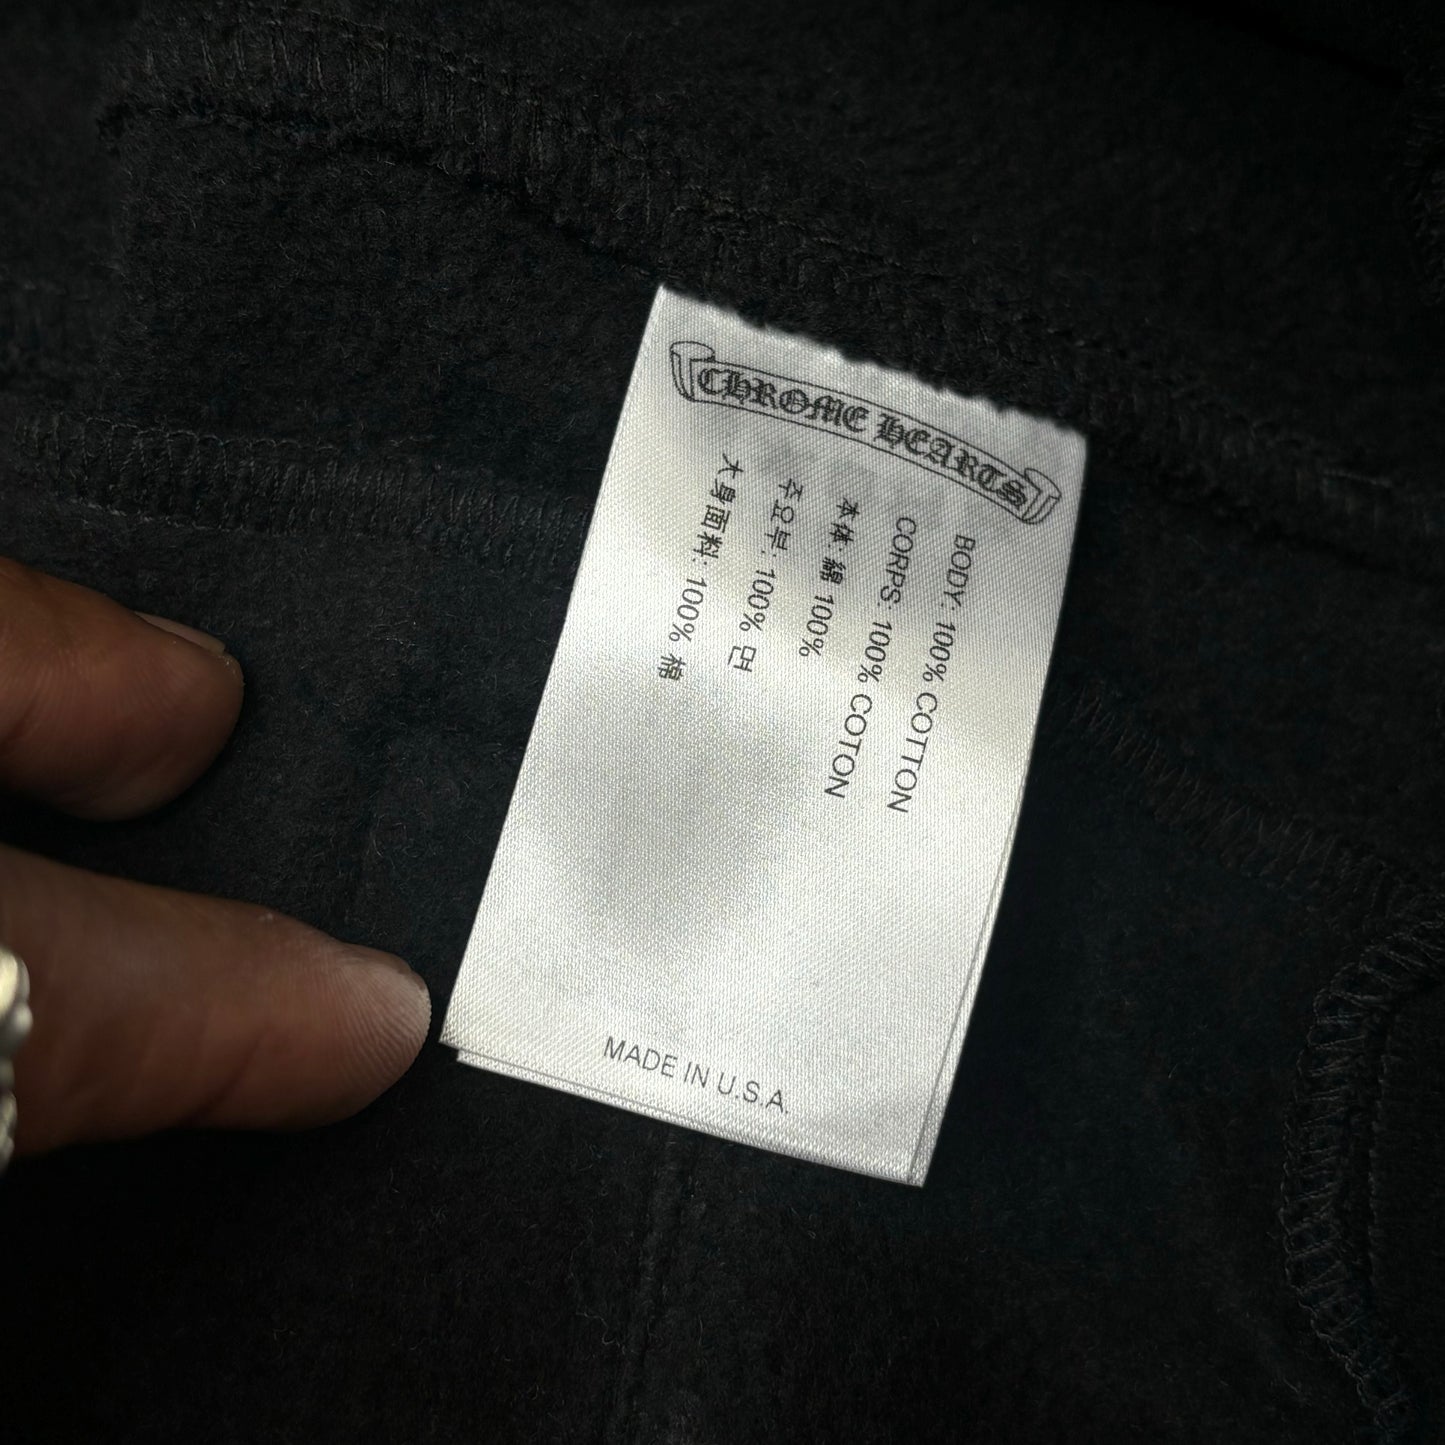 CHROME HEARTS
BODY: 100% COTTON
CORPS: 100% COTON
本体: 綿 100%
주요부: 100% 면
大身面料: 100% 棉
MADE IN U.S.A.